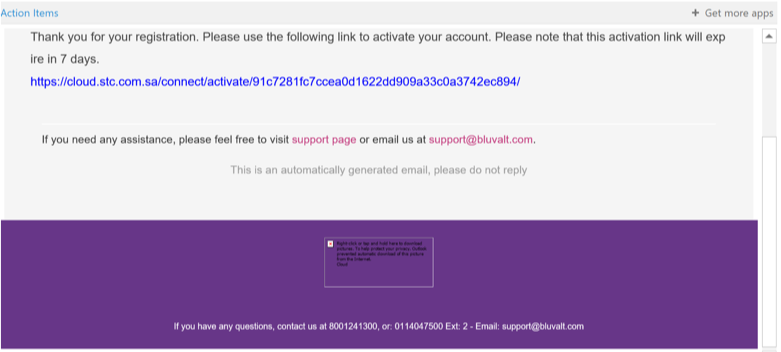 Action Items
+ Get more apps
Thank you for your registration. Please use the following link to activate your account. Please note that this activation link will exp
ire in 7 days.
https://cloud.stc.com.sa/connect/activate/91c7281fc7ccea0d1622dd909a33c0a3742ec894/
If you need any assistance, please feel free to visit support page or email us at support@bluvalt.com.
This is an automatically generated email, please do not reply
Right-click or tap and hold here to download
pictures. To help protect your privacy, Outlook
prevented automatic download of this picture
from the Internet.
Cloud
If you have any questions, contact us at 8001241300, or: 0114047500 Ext: 2 - Email: support@bluvalt.com